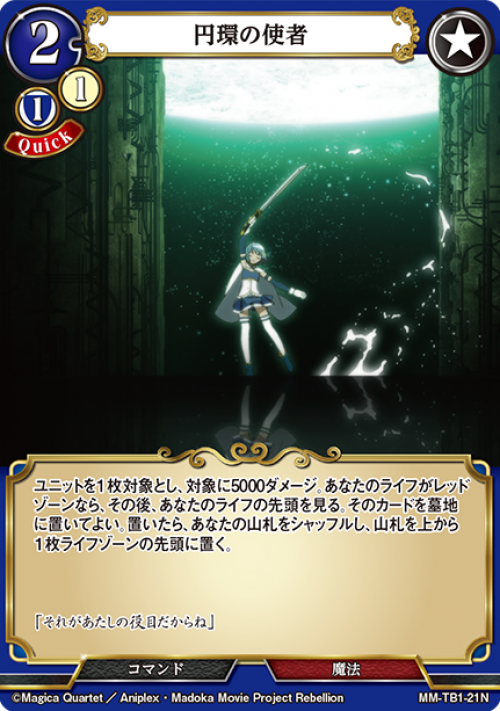 2
円環の使者
1
1
Quick
ユニットを1枚対象とし、対象に5000ダメージ。あなたのライフがレッド
ゾーンなら、その後、あなたのライフの先頭を見る。そのカードを墓地
に置いてよい。置いたら、あなたの山札をシャッフルし、山札を上から
1枚ライフゾーンの先頭に置く。
「それがあたしの役目だからね」
コマンド
魔法
©Magica Quartet／Aniplex・Madoka Movie Project Rebellion
MM-TB1-21N